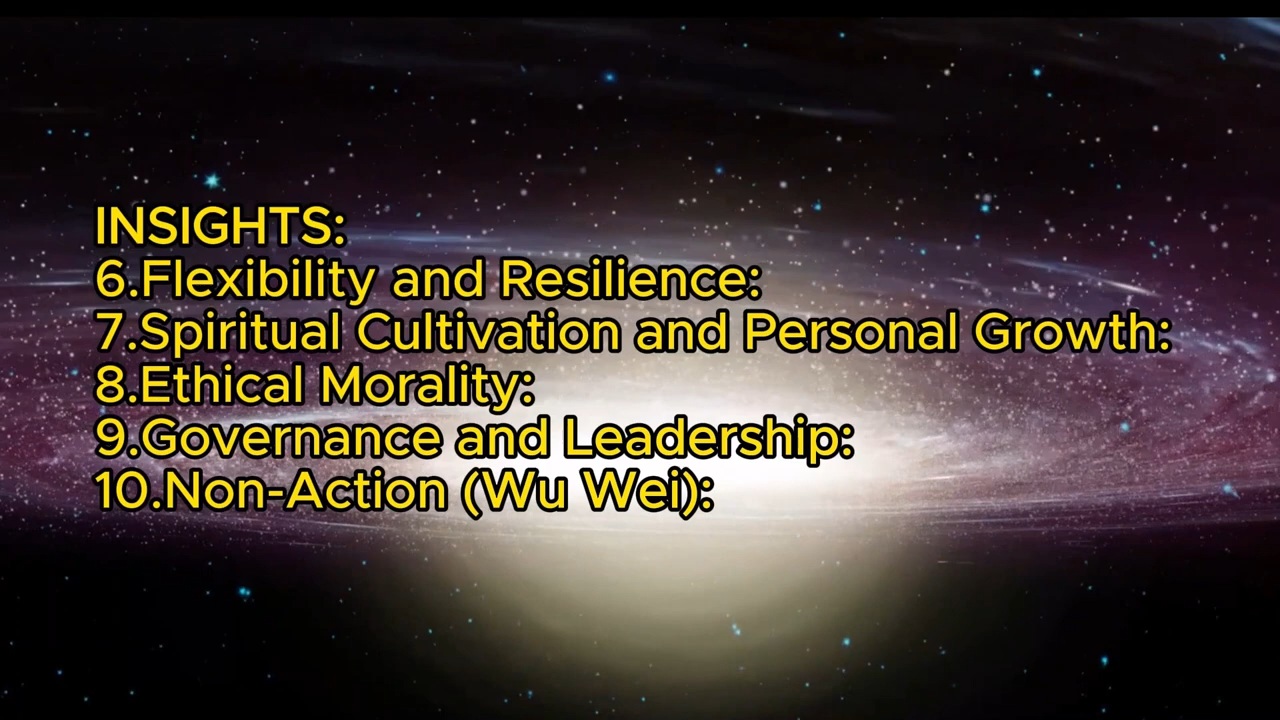 INSIGHTS:
6.Flexibility and Resilience:
7.Spiritual Cultivation and Personal Growth:
8.Ethical Morality:
9.Governance and Leadership:
10.Non-Action (Wu Wei):